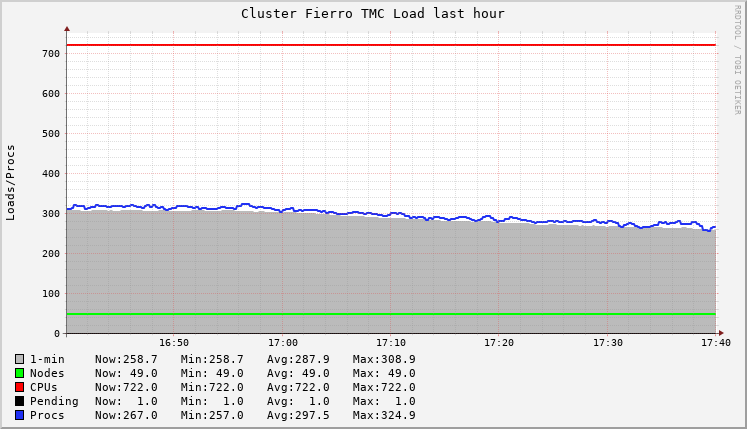 Cluster Fierro TMC Load last hour
RRDTOOL / TOBI OETIKER
Loads/Procs
700
600
500
400
300
200
100
0
16:50 17:00 17:10 17:20 17:30 17:40
1-min Now:258.7 Min:258.7 Avg:287.9 Max:308.9
Nodes Now: 49.0 Min: 49.0 Avg: 49.0 Max: 49.0
CPUs Now:722.0 Min:722.0 Avg:722.0 Max:722.0
Pending Now: 1.0 Min: 1.0 Avg: 1.0 Max: 1.0
Procs Now:267.0 Min:257.0 Avg:297.5 Max:324.9